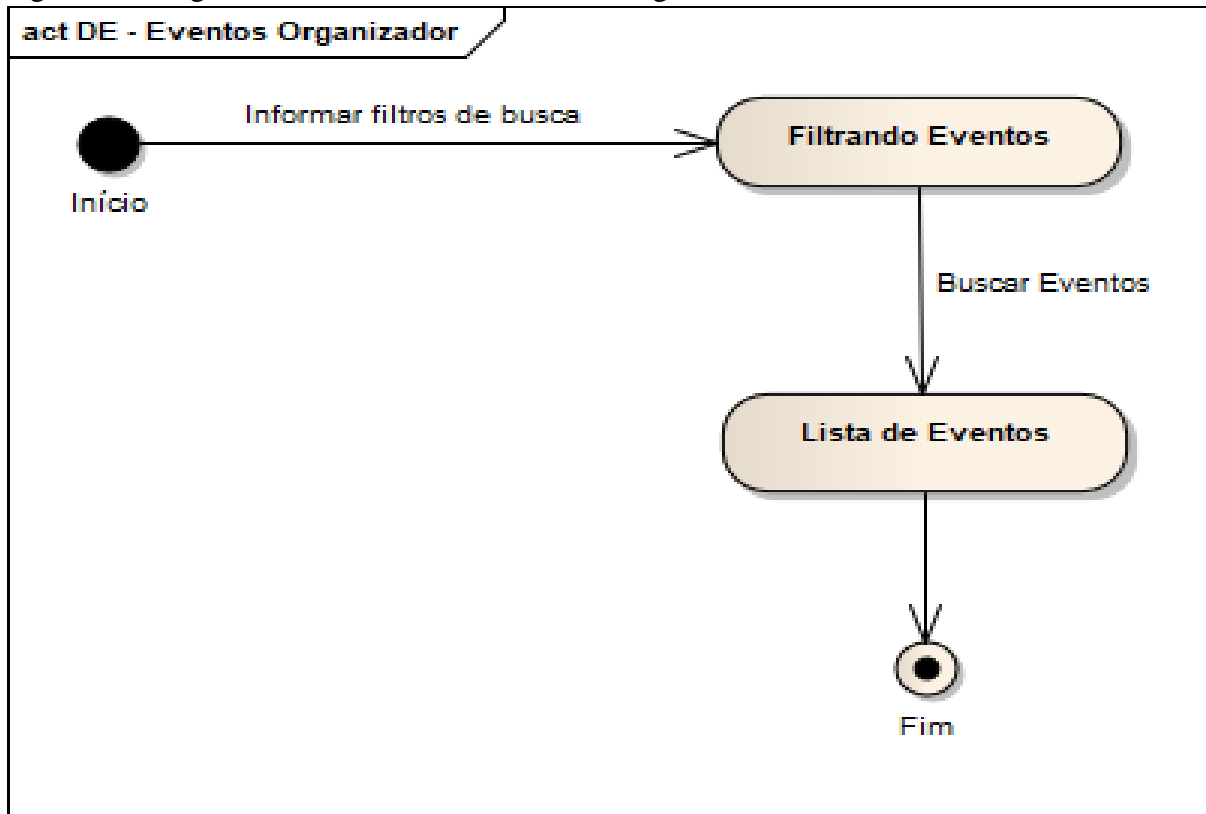 act DE - Eventos Organizador
Informar filtros de busca
Filtrando Eventos
Início
Buscar Eventos
Lista de Eventos
Fim